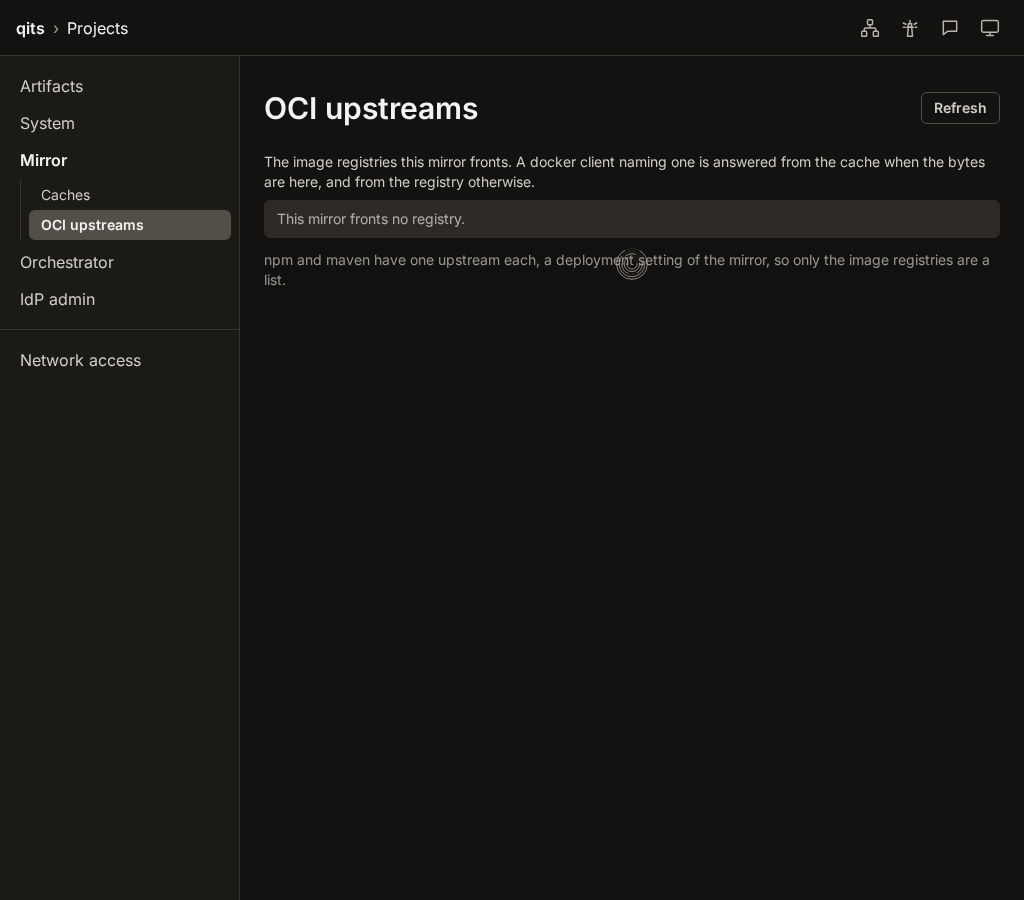 qits › Projects
Artifacts
System
Mirror
Caches
OCI upstreams
Orchestrator
IdP admin
Network access
OCI upstreams
Refresh
The image registries this mirror fronts. A docker client naming one is answered from the cache when the bytes
are here, and from the registry otherwise.
This mirror fronts no registry.
npm and maven have one upstream each, a deployment setting of the mirror, so only the image registries are a
list.